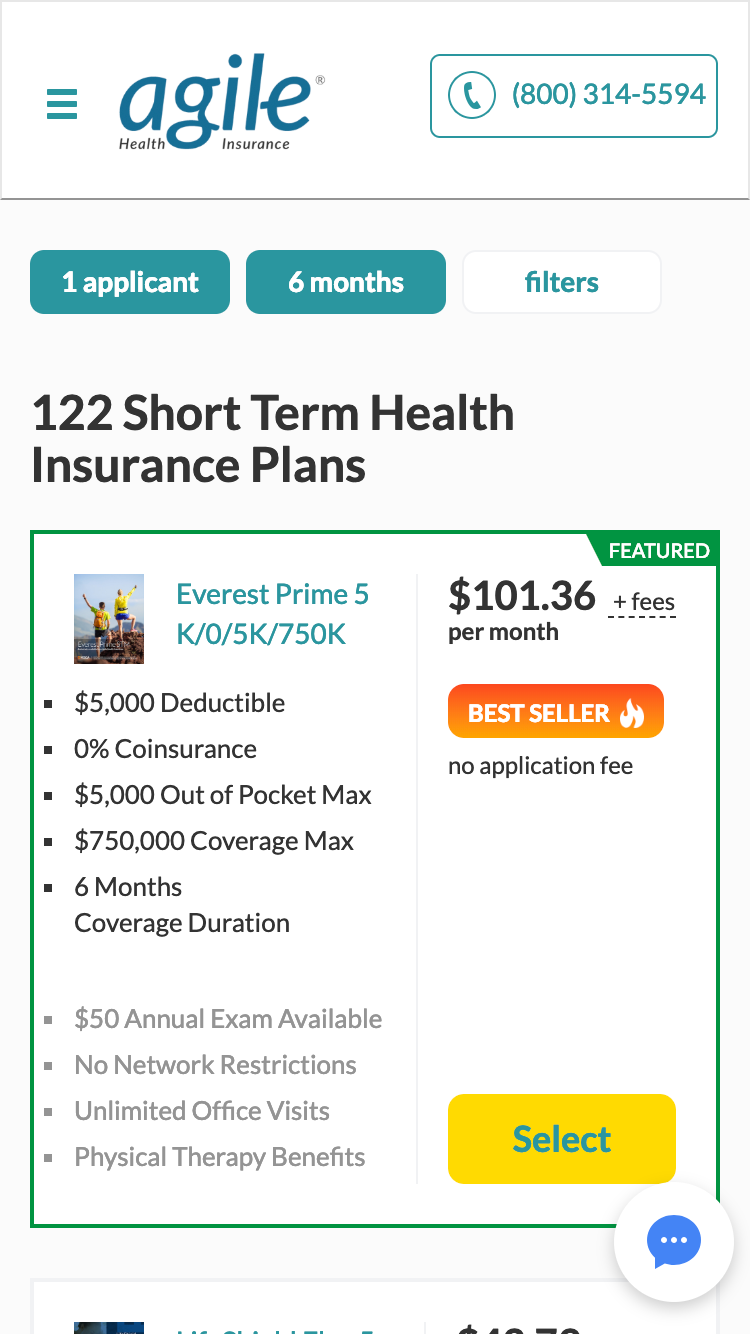 agile®
Health Insurance
(800) 314-5594
1 applicant
6 months
filters
122 Short Term Health
Insurance Plans
FEATURED
Everest Prime 5
K/0/5K/750K
$101.36 + fees
per month
BEST SELLER
no application fee
$5,000 Deductible
0% Coinsurance
$5,000 Out of Pocket Max
$750,000 Coverage Max
6 Months
Coverage Duration
$50 Annual Exam Available
No Network Restrictions
Unlimited Office Visits
Physical Therapy Benefits
Select